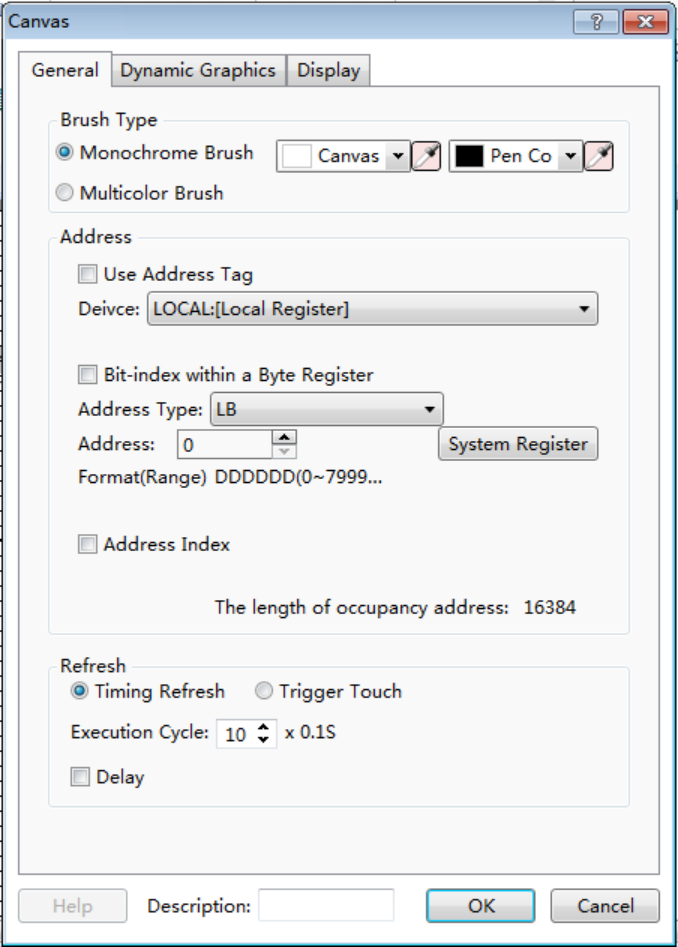 Canvas
General Dynamic Graphics Display
Brush Type
Monochrome Brush Canvas Pen Co
Multicolor Brush
Address
Use Address Tag
Deivce: LOCAL:[Local Register]
Bit-index within a Byte Register
Address Type: LB
Address: 0 System Register
Format(Range) DDDDDD(0~7999...
Address Index
The length of occupancy address: 16384
Refresh
Timing Refresh Trigger Touch
Execution Cycle: 10 x 0.1S
Delay
Help Description: OK Cancel